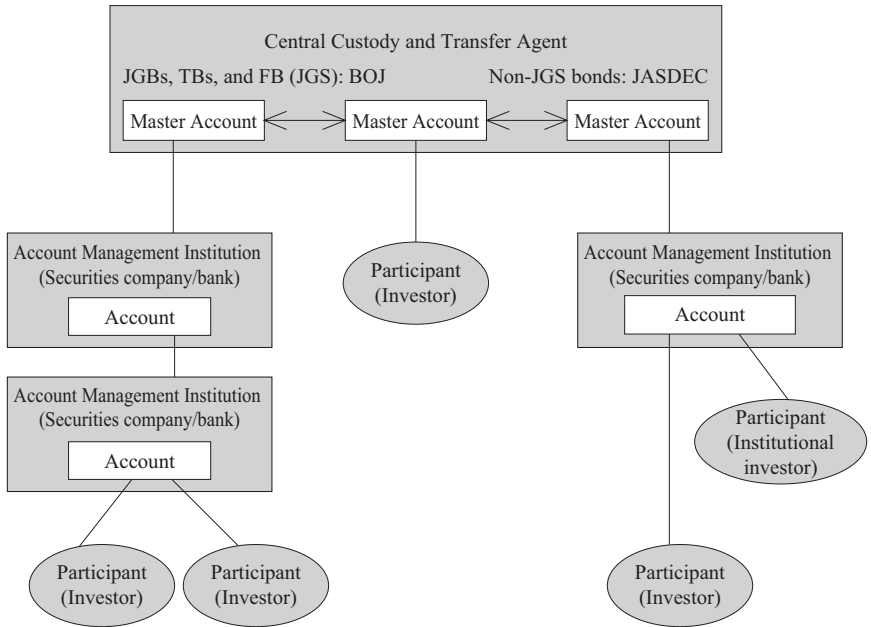 Central Custody and Transfer Agent
JGBs, TBs, and FB (JGS): BOJ
Non-JGS bonds: JASDEC
Master Account
Master Account
Master Account
Account Management Institution
(Securities company/bank)
Account
Participant
(Investor)
Account Management Institution
(Securities company/bank)
Account
Account Management Institution
(Securities company/bank)
Account
Participant
(Institutional
investor)
Participant
(Investor)
Participant
(Investor)
Participant
(Investor)